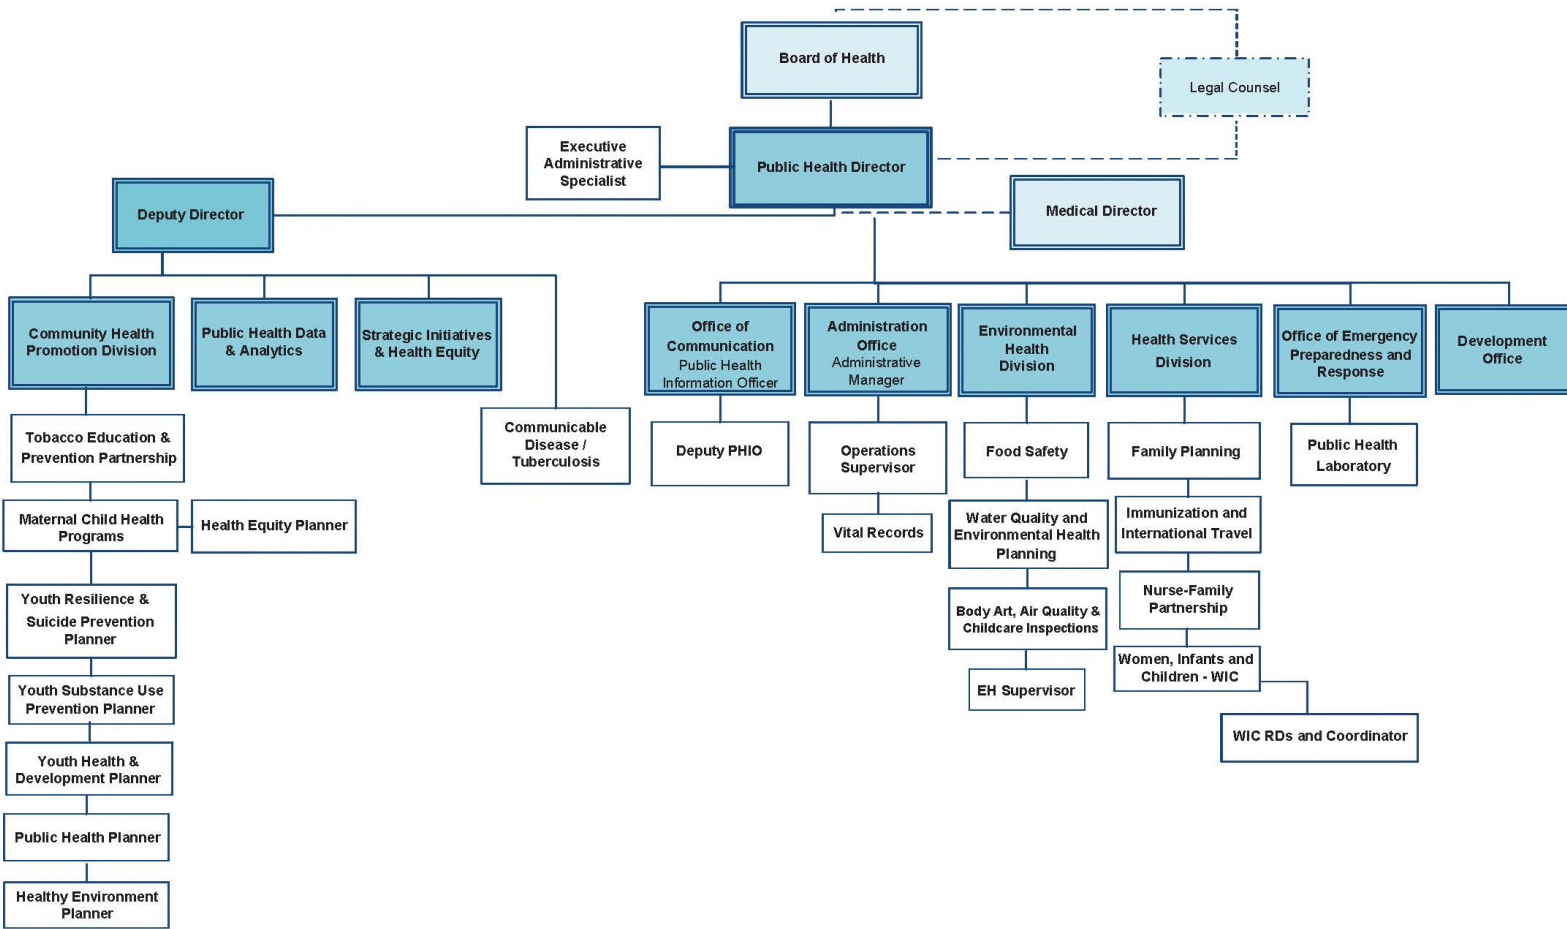 Board of Health
Legal Counsel
Executive
Administrative
Specialist
Public Health Director
Deputy Director
Medical Director
Community Health
Promotion Division
Public Health Data
& Analytics
Strategic Initiatives
& Health Equity
Office of
Communication
Public Health
Information Officer
Administration
Office
Administrative
Manager
Environmental
Health
Division
Health Services
Division
Office of Emergency
Preparedness and
Response
Development
Office
Tobacco Education &
Prevention Partnership
Communicable
Disease /
Tuberculosis
Deputy PHIO
Operations
Supervisor
Food Safety
Family Planning
Public Health
Laboratory
Maternal Child Health
Programs
Health Equity Planner
Vital Records
Water Quality and
Environmental Health
Planning
Immunization and
International Travel
Youth Resilience &
Suicide Prevention
Planner
Body Art, Air Quality &
Childcare Inspections
Nurse-Family
Partnership
Youth Substance Use
Prevention Planner
EH Supervisor
Women, Infants and
Children - WIC
WIC RDs and Coordinator
Youth Health &
Development Planner
Public Health Planner
Healthy Environment
Planner